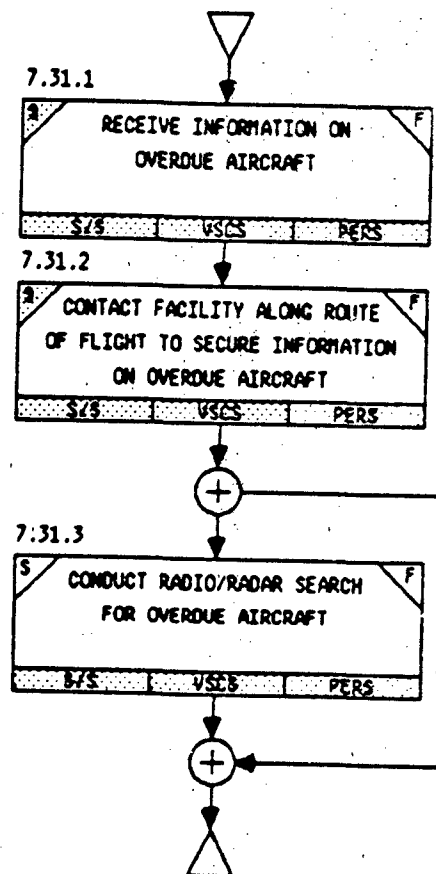 7.31.1
F
RECEIVE INFORMATION ON
OVERDUE AIRCRAFT
S/S VSCS PERS
7.31.2
F
CONTACT FACILITY ALONG ROUTE
OF FLIGHT TO SECURE INFORMATION
ON OVERDUE AIRCRAFT
S/S VSCS PERS
+
7.31.3
S F
CONDUCT RADIO/RADAR SEARCH
FOR OVERDUE AIRCRAFT
S/S VSCS PERS
+